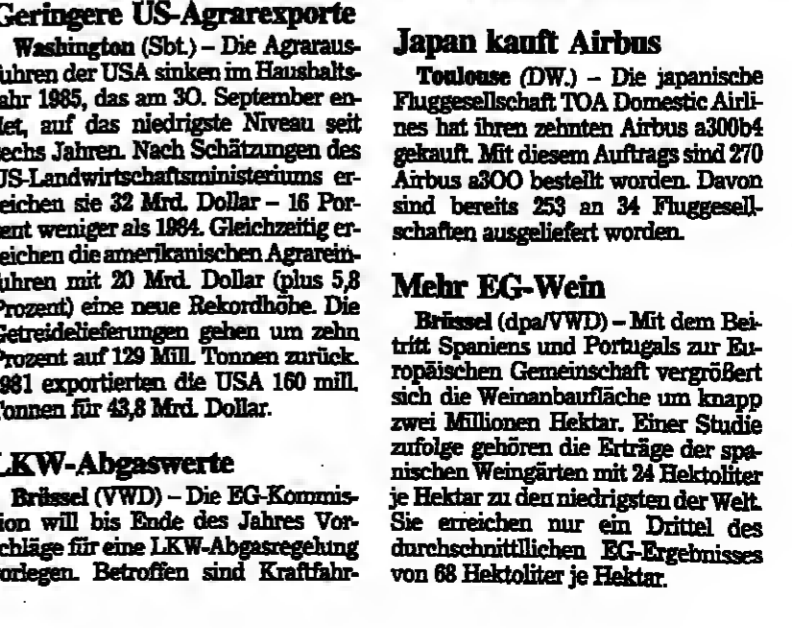 Geringere US-Agrarexporte
Washington (Sbt.) – Die Agraraus-
fuhren der USA sinken im Haushalts-
jahr 1985, das am 30. September en-
det, auf das niedrigste Niveau seit
sechs Jahren. Nach Schätzungen des
US-Landwirtschaftsministeriums er-
reichen sie 32 Mrd. Dollar – 16 Por-
zent weniger als 1984. Gleichzeitig er-
reichen die amerikanischen Agrarein-
fuhren mit 20 Mrd. Dollar (plus 5,8
Prozent) eine neue Rekordhöhe. Die
Getreidelieferungen gehen um zehn
Prozent auf 129 Mill. Tonnen zurück.
1981 exportierten die USA 160 mill.
Tonnen für 43,8 Mrd. Dollar.
LKW-Abgaswerte
Brüssel (VWD) – Die EG-Kommis-
sion will bis Ende des Jahres Vor-
schläge für eine LKW-Abgasregelung
vorlegen. Betroffen sind Kraftfahr-
Japan kauft Airbus
Toulouse (DW.) – Die japanische
Fluggesellschaft TOA Domestic Airli-
nes hat ihren zehnten Airbus a300b4
gekauft. Mit diesem Auftrags sind 270
Airbus a300 bestellt worden. Davon
sind bereits 253 an 34 Fluggesell-
schaften ausgeliefert worden.
Mehr EG-Wein
Brüssel (dpa/VWD) – Mit dem Bei-
tritt Spaniens und Portugals zur Eu-
ropäischen Gemeinschaft vergrößert
sich die Weinanbaufläche um knapp
zwei Millionen Hektar. Einer Studie
zufolge gehören die Erträge der spa-
nischen Weingärten mit 24 Hektoliter
je Hektar zu den niedrigsten der Welt.
Sie erreichen nur ein Drittel des
durchschnittllichen EG-Ergebnisses
von 68 Hektoliter je Hektar.